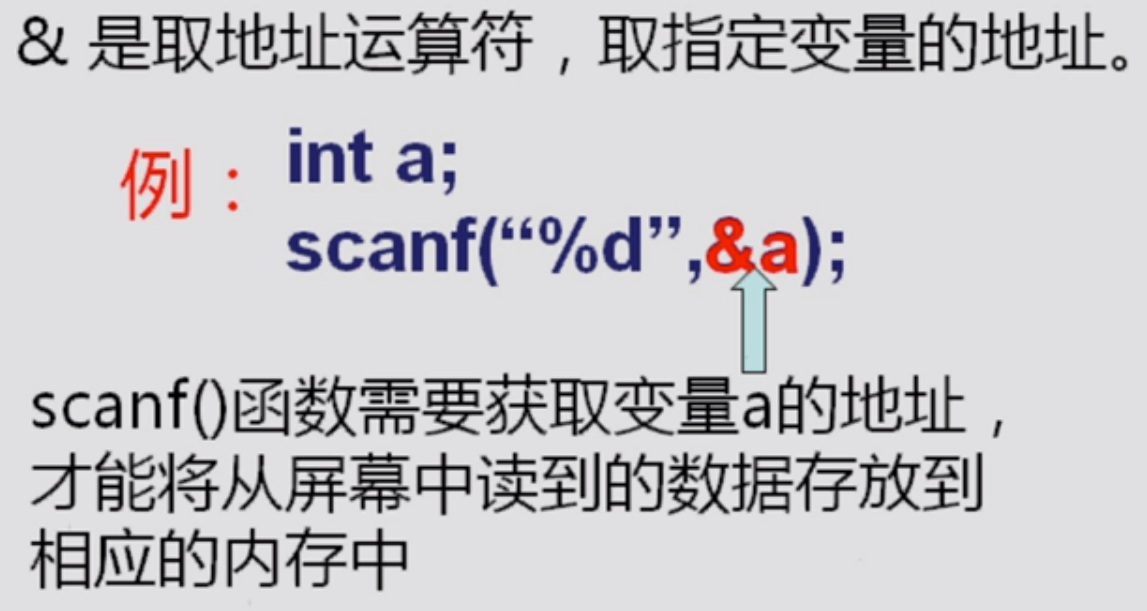 & 是取地址运算符，取指定变量的地址。
例：
int a;
scanf(“%d”,&a);
scanf()函数需要获取变量a的地址，
才能将从屏幕中读到的数据存放到
相应的内存中